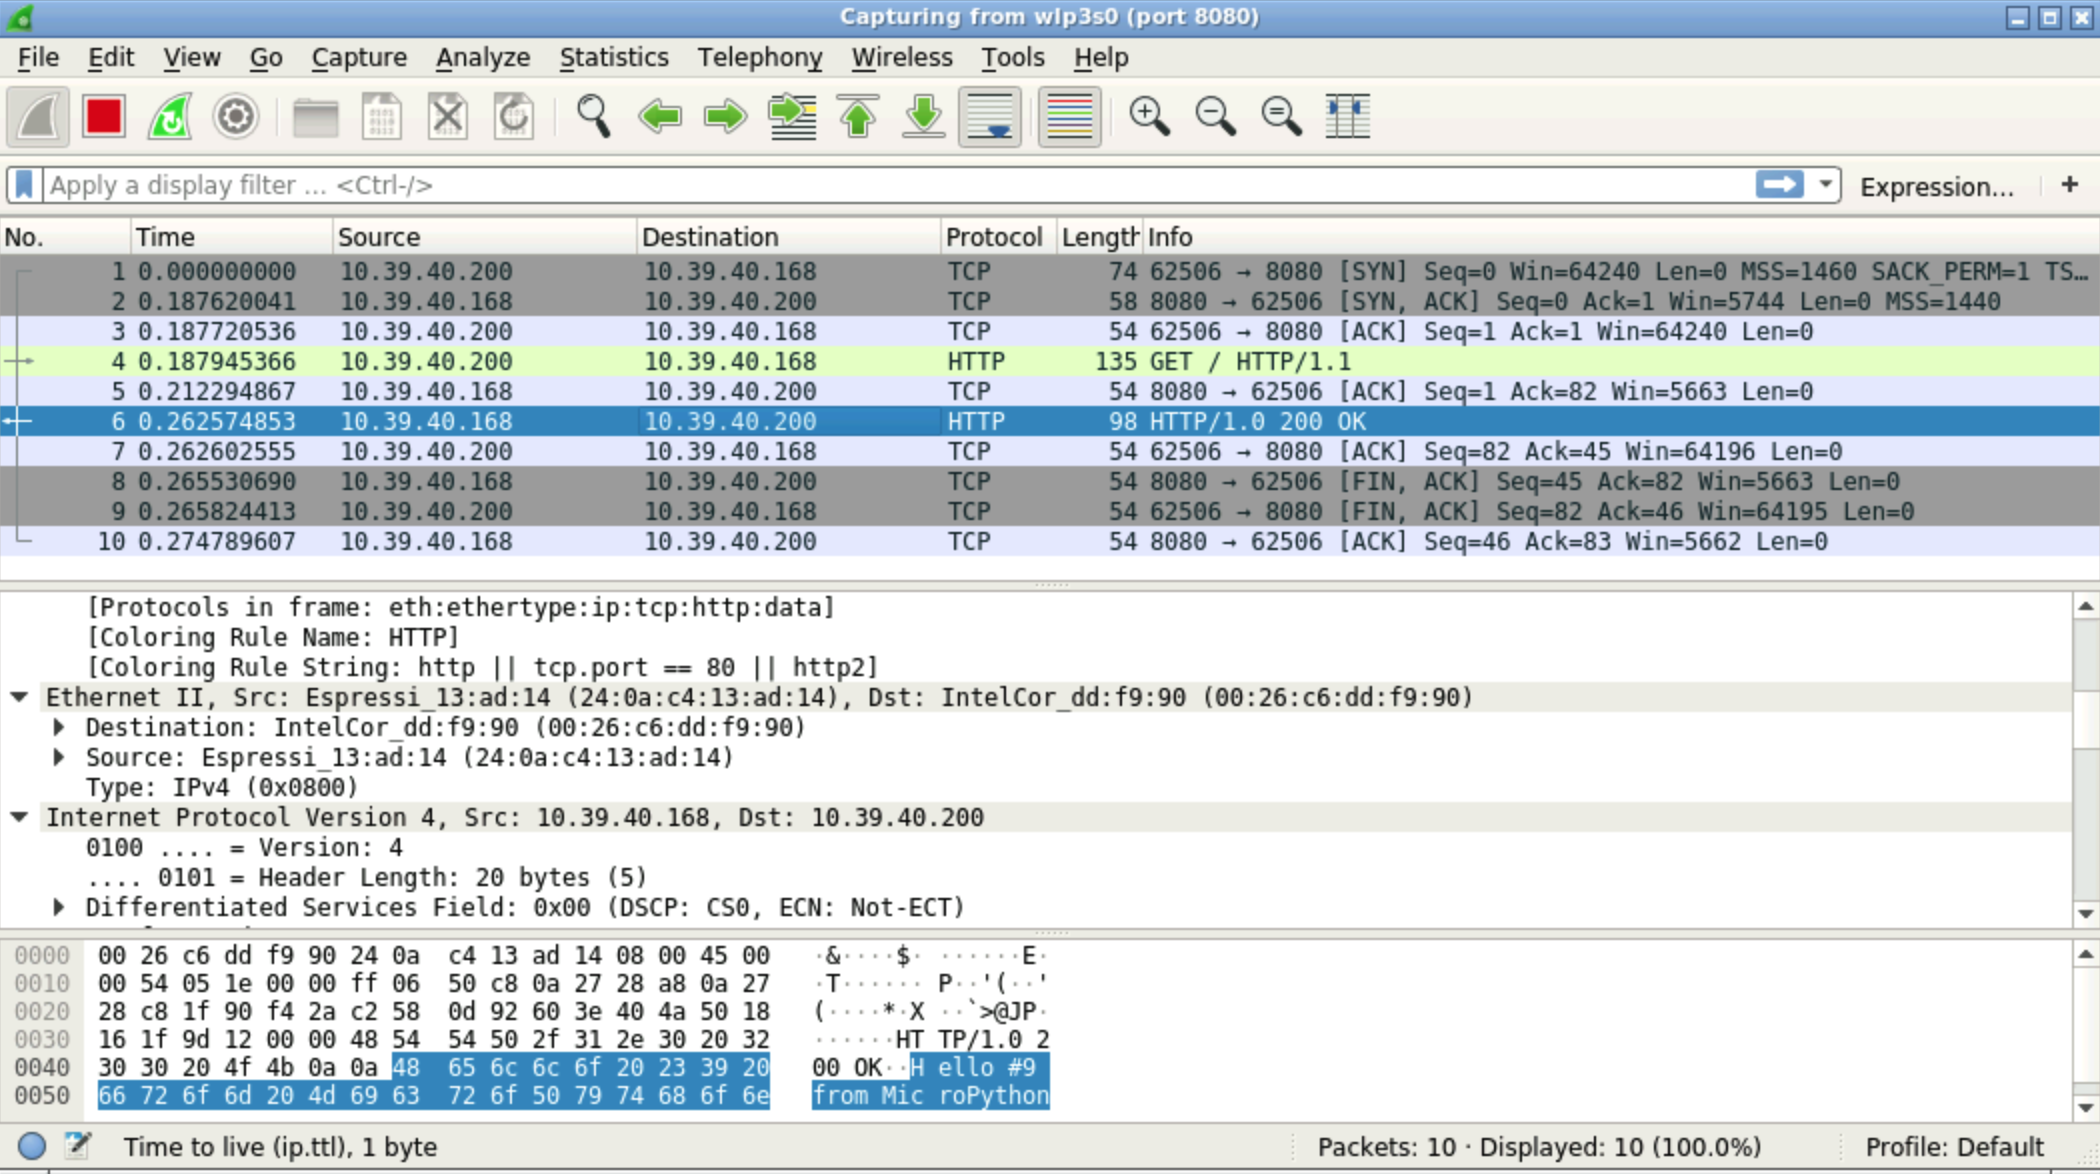 Capturing from wlp3s0 (port 8080)
File Edit View Go Capture Analyze Statistics Telephony Wireless Tools Help
Apply a display filter ... <Ctrl-/> Expression... +
No. Time Source Destination Protocol Length Info
1 0.000000000 10.39.40.200 10.39.40.168 TCP 74 62506 → 8080 [SYN] Seq=0 Win=64240 Len=0 MSS=1460 SACK_PERM=1 TS…
2 0.187620041 10.39.40.168 10.39.40.200 TCP 58 8080 → 62506 [SYN, ACK] Seq=0 Ack=1 Win=5744 Len=0 MSS=1440
3 0.187720536 10.39.40.200 10.39.40.168 TCP 54 62506 → 8080 [ACK] Seq=1 Ack=1 Win=64240 Len=0
4 0.187945366 10.39.40.200 10.39.40.168 HTTP 135 GET / HTTP/1.1
5 0.212294867 10.39.40.168 10.39.40.200 TCP 54 8080 → 62506 [ACK] Seq=1 Ack=82 Win=5663 Len=0
6 0.262574853 10.39.40.168 10.39.40.200 HTTP 98 HTTP/1.0 200 OK
7 0.262602555 10.39.40.200 10.39.40.168 TCP 54 62506 → 8080 [ACK] Seq=82 Ack=45 Win=64196 Len=0
8 0.265530690 10.39.40.168 10.39.40.200 TCP 54 8080 → 62506 [FIN, ACK] Seq=45 Ack=82 Win=5663 Len=0
9 0.265824413 10.39.40.200 10.39.40.168 TCP 54 62506 → 8080 [FIN, ACK] Seq=82 Ack=46 Win=64195 Len=0
10 0.274789607 10.39.40.168 10.39.40.200 TCP 54 8080 → 62506 [ACK] Seq=46 Ack=83 Win=5662 Len=0
[Protocols in frame: eth:ethertype:ip:tcp:http:data]
[Coloring Rule Name: HTTP]
[Coloring Rule String: http || tcp.port == 80 || http2]
Ethernet II, Src: Espressi_13:ad:14 (24:0a:c4:13:ad:14), Dst: IntelCor_dd:f9:90 (00:26:c6:dd:f9:90)
Destination: IntelCor_dd:f9:90 (00:26:c6:dd:f9:90)
Source: Espressi_13:ad:14 (24:0a:c4:13:ad:14)
Type: IPv4 (0x0800)
Internet Protocol Version 4, Src: 10.39.40.168, Dst: 10.39.40.200
0100 .... = Version: 4
.... 0101 = Header Length: 20 bytes (5)
Differentiated Services Field: 0x00 (DSCP: CS0, ECN: Not-ECT)
0000 00 26 c6 dd f9 90 24 0a c4 13 ad 14 08 00 45 00 ·&····$· ······E·
0010 00 54 05 1e 00 00 ff 06 50 c8 0a 27 28 a8 0a 27 ·T······ P··'(··'
0020 28 c8 1f 90 f4 2a c2 58 0d 92 60 3e 40 4a 50 18 (····*·X ··`>@JP·
0030 16 1f 9d 12 00 00 48 54 54 50 2f 31 2e 30 20 32 ······HT TP/1.0 2
0040 30 30 20 4f 4b 0a 0a 48 65 6c 6c 6f 20 23 39 20 00 OK··H ello #9
0050 66 72 6f 6d 20 4d 69 63 72 6f 50 79 74 68 6f 6e from Mic roPython
Time to live (ip.ttl), 1 byte Packets: 10 · Displayed: 10 (100.0%) Profile: Default